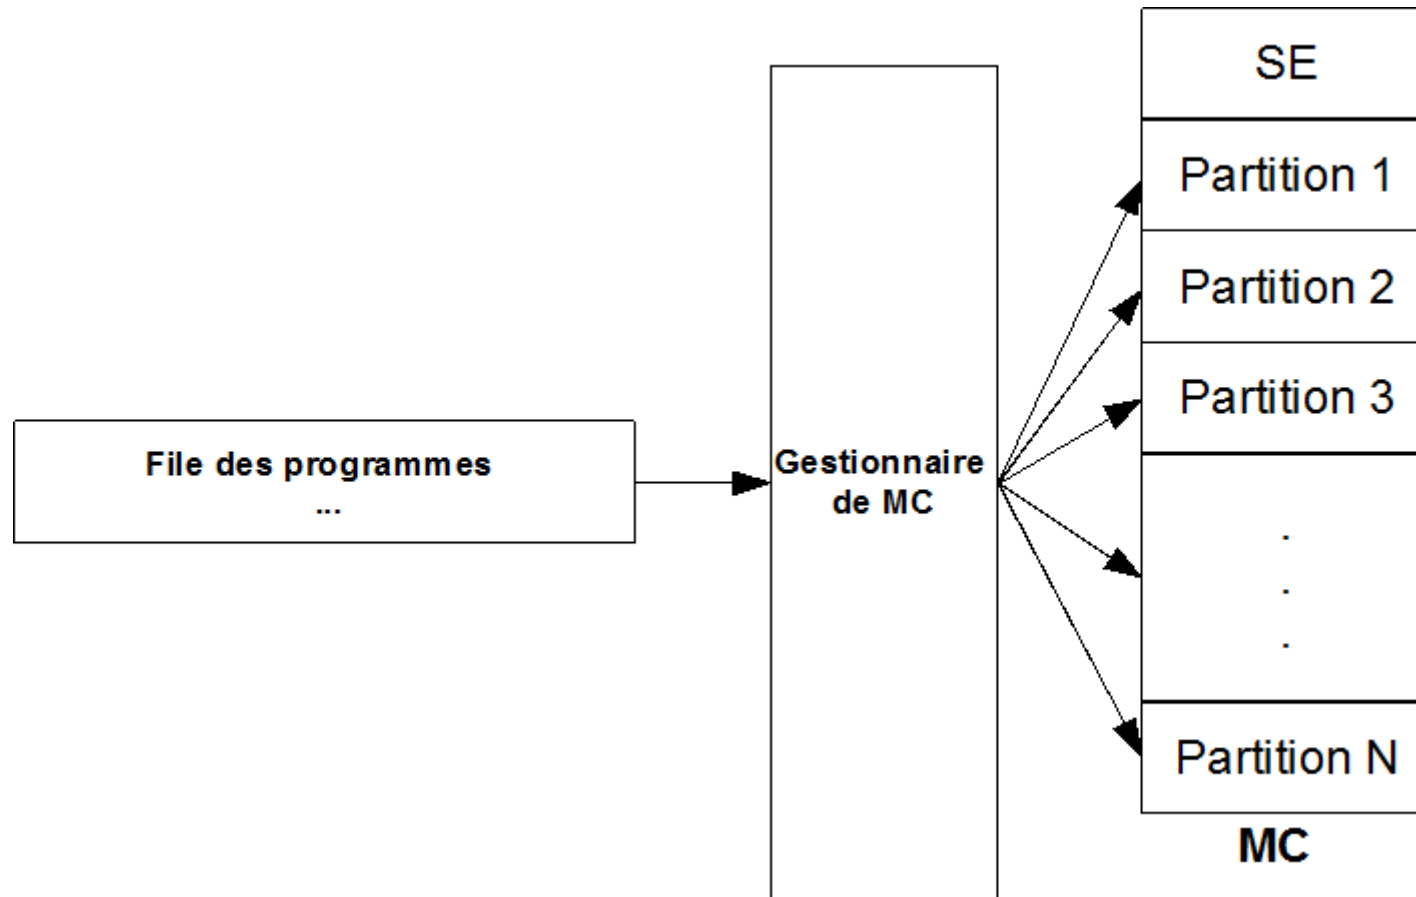 File des programmes
...
Gestionnaire
de MC
SE
Partition 1
Partition 2
Partition 3
.
.
.
Partition N
MC